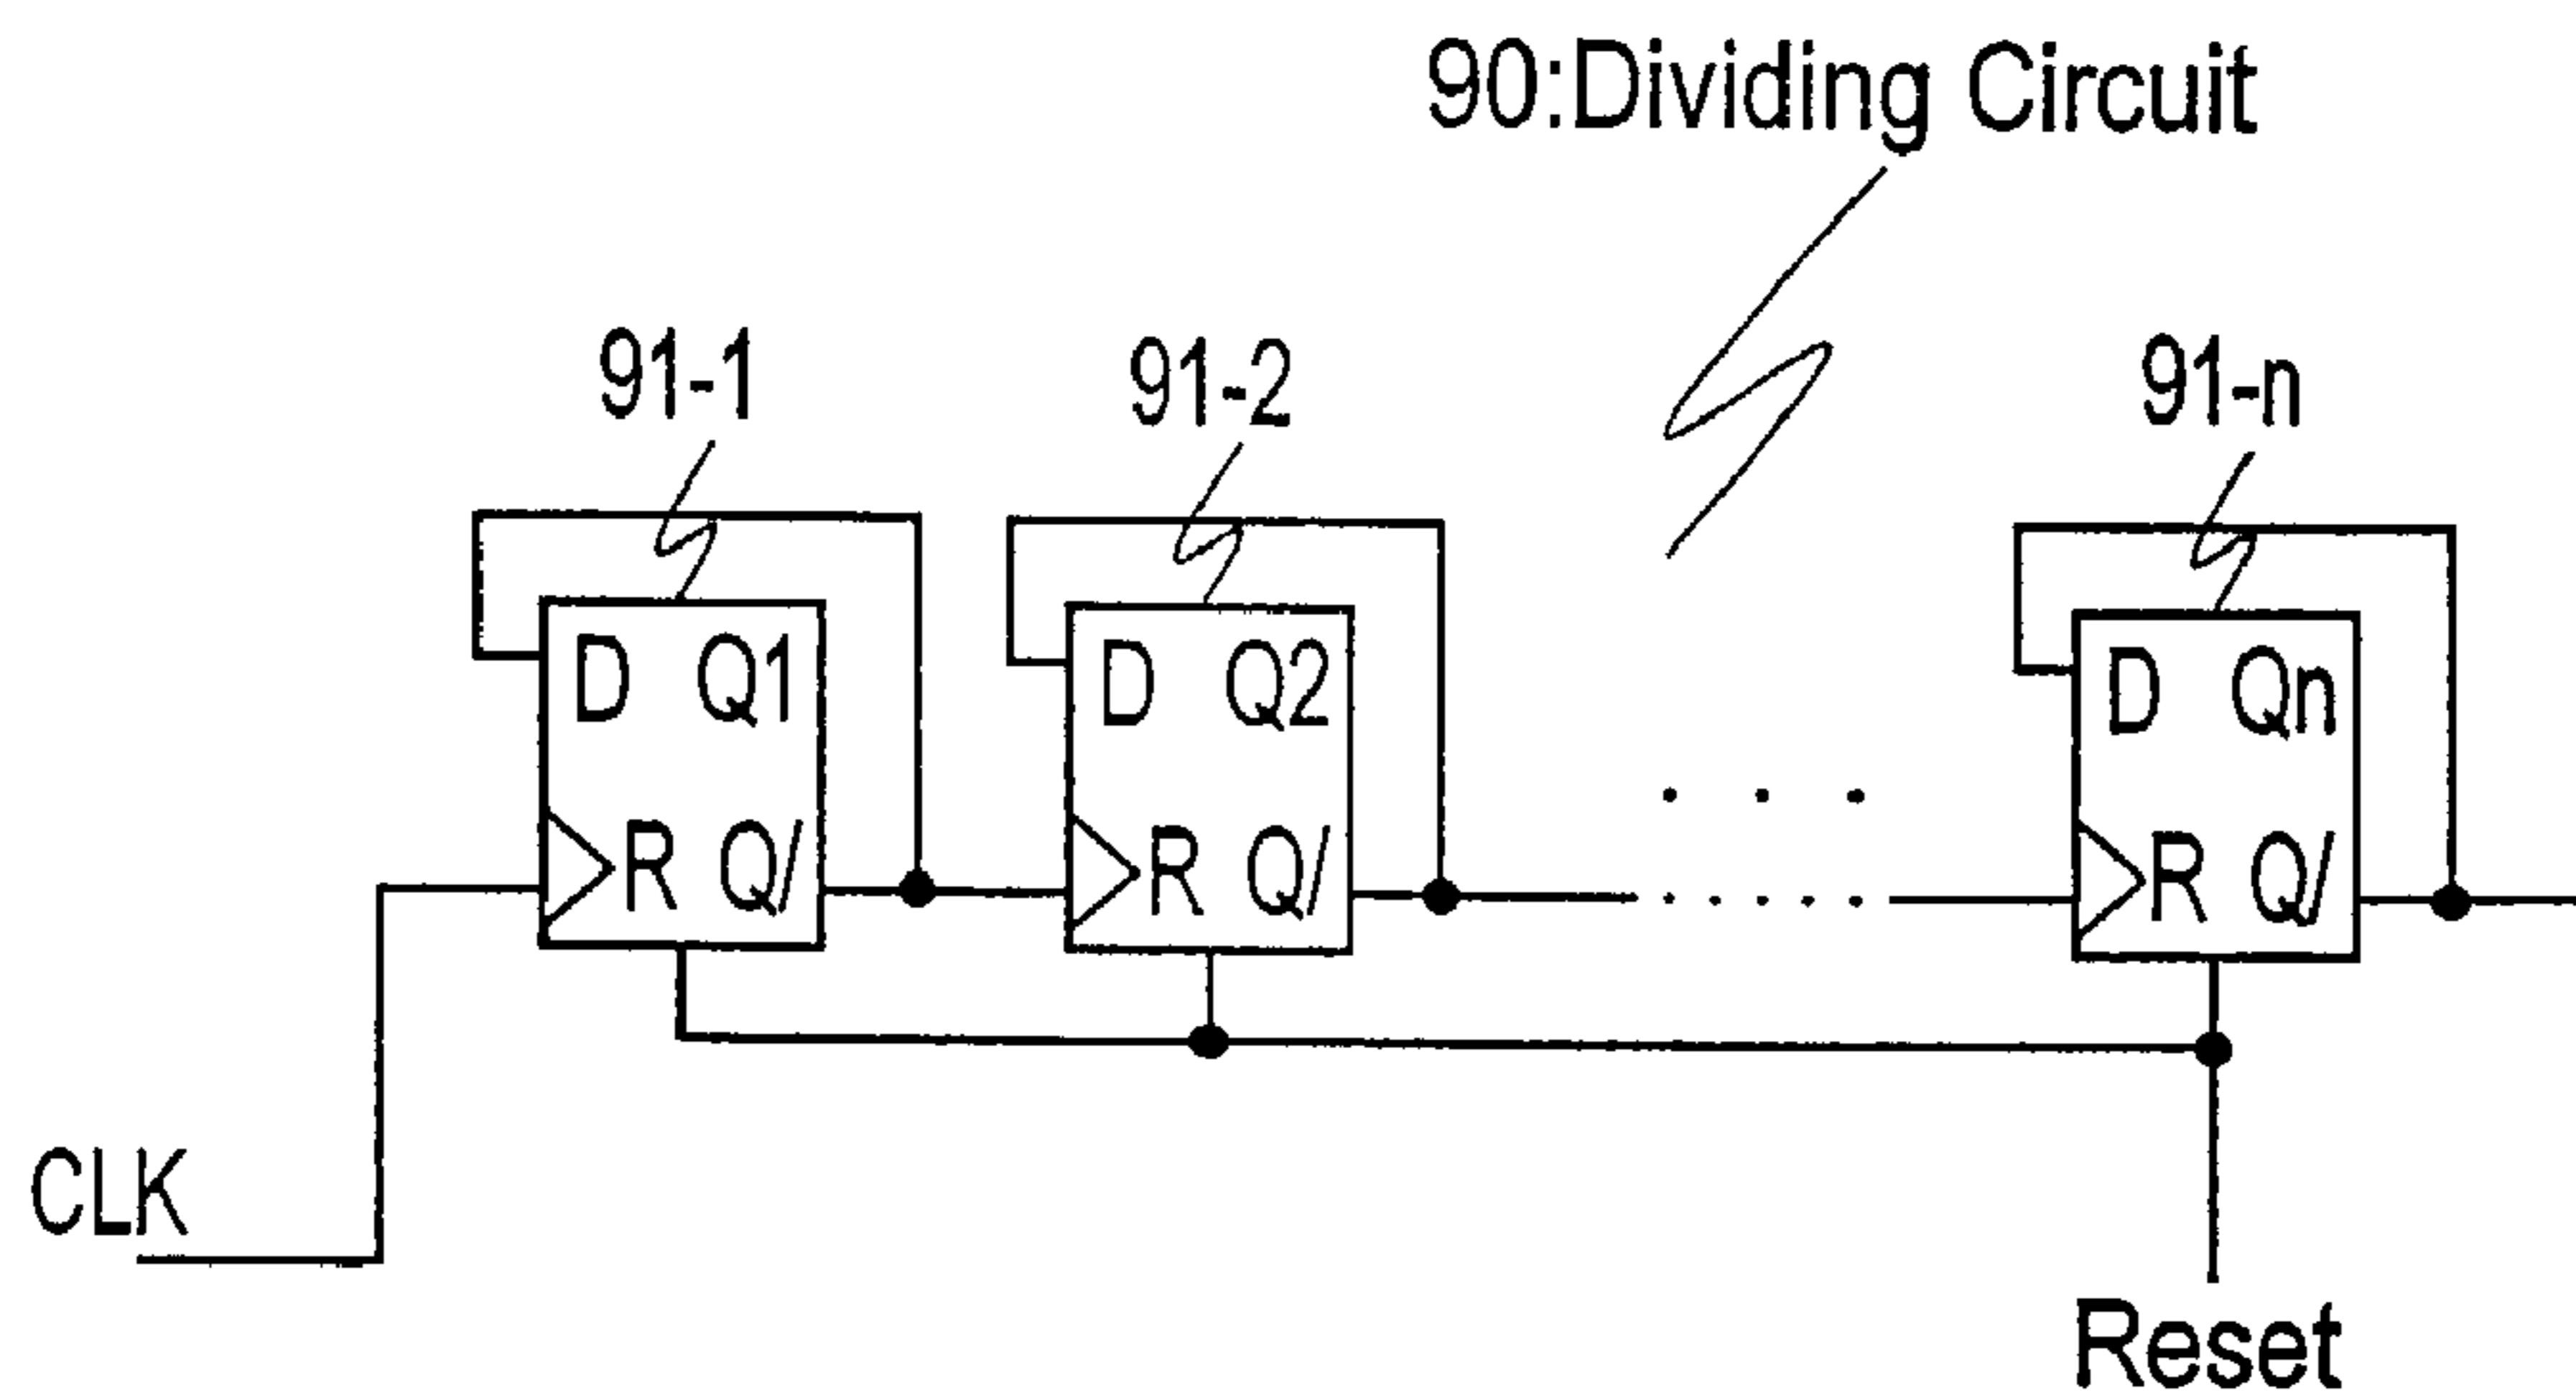 90:Dividing Circuit
91-1
91-2
91-n
D Q1
R Q/
D Q2
R Q/
D Qn
R Q/
CLK
Reset